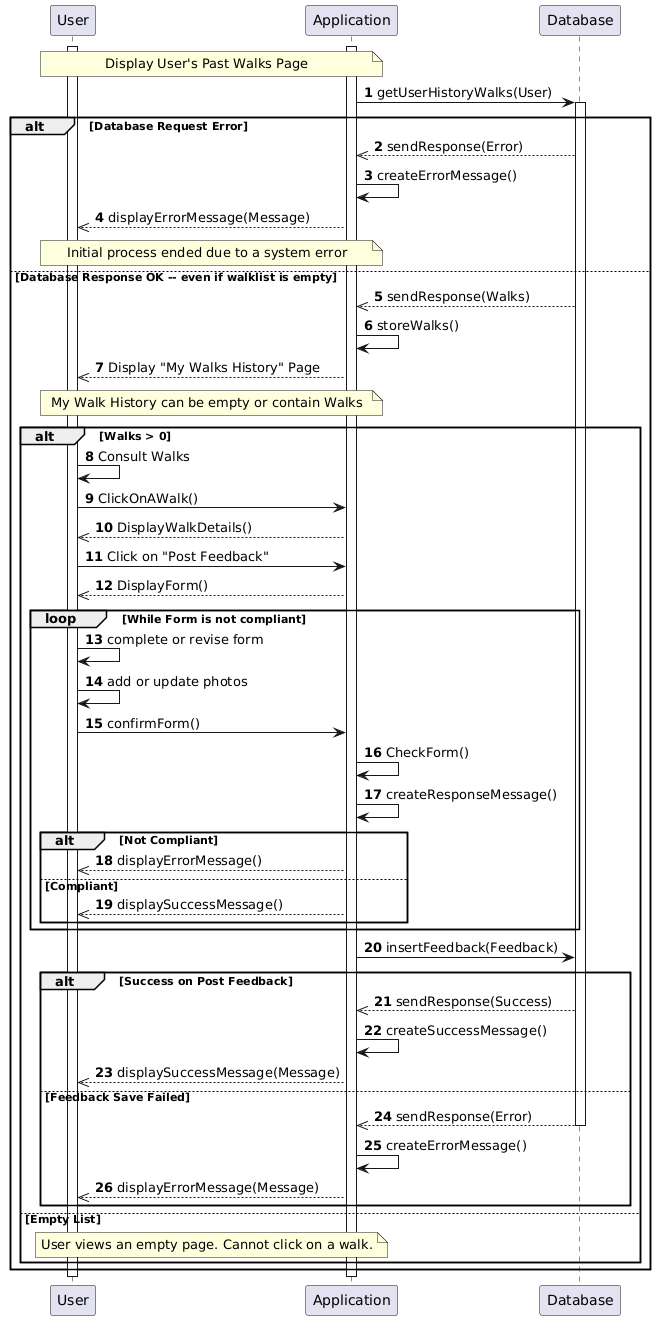 User Application Database
Display User's Past Walks Page
1 getUserHistoryWalks(User)
alt [Database Request Error]
2 sendResponse(Error)
3 createErrorMessage()
4 displayErrorMessage(Message)
Initial process ended due to a system error
[Database Response OK -- even if walklist is empty]
5 sendResponse(Walks)
6 storeWalks()
7 Display "My Walks History" Page
My Walk History can be empty or contain Walks
alt [Walks > 0]
8 Consult Walks
9 ClickOnAWalk()
10 DisplayWalkDetails()
11 Click on "Post Feedback"
12 DisplayForm()
loop [While Form is not compliant]
13 complete or revise form
14 add or update photos
15 confirmForm()
16 CheckForm()
17 createResponseMessage()
alt [Not Compliant]
18 displayErrorMessage()
[Compliant]
19 displaySuccessMessage()
20 insertFeedback(Feedback)
alt [Success on Post Feedback]
21 sendResponse(Success)
22 createSuccessMessage()
23 displaySuccessMessage(Message)
[Feedback Save Failed]
24 sendResponse(Error)
25 createErrorMessage()
26 displayErrorMessage(Message)
[Empty List]
User views an empty page. Cannot click on a walk.
User Application Database